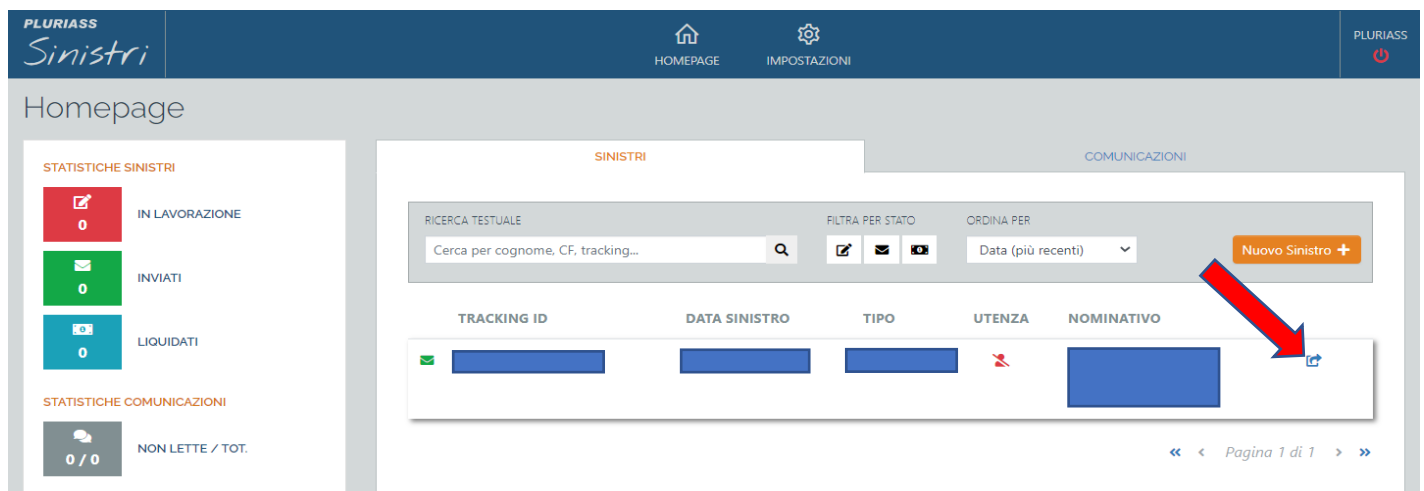 PLURIASS
Sinistri
HOMEPAGE
IMPOSTAZIONI
PLURIASS
Homepage
STATISTICHE SINISTRI
0
IN LAVORAZIONE
0
INVIATI
0
LIQUIDATI
STATISTICHE COMUNICAZIONI
0 / 0
NON LETTE / TOT.
SINISTRI
COMUNICAZIONI
RICERCA TESTUALE
Cerca per cognome, CF, tracking...
FILTRA PER STATO
ORDINA PER
Data (più recenti)
Nuovo Sinistro +
TRACKING ID DATA SINISTRO TIPO UTENZA NOMINATIVO
« ‹ Pagina 1 di 1 › »